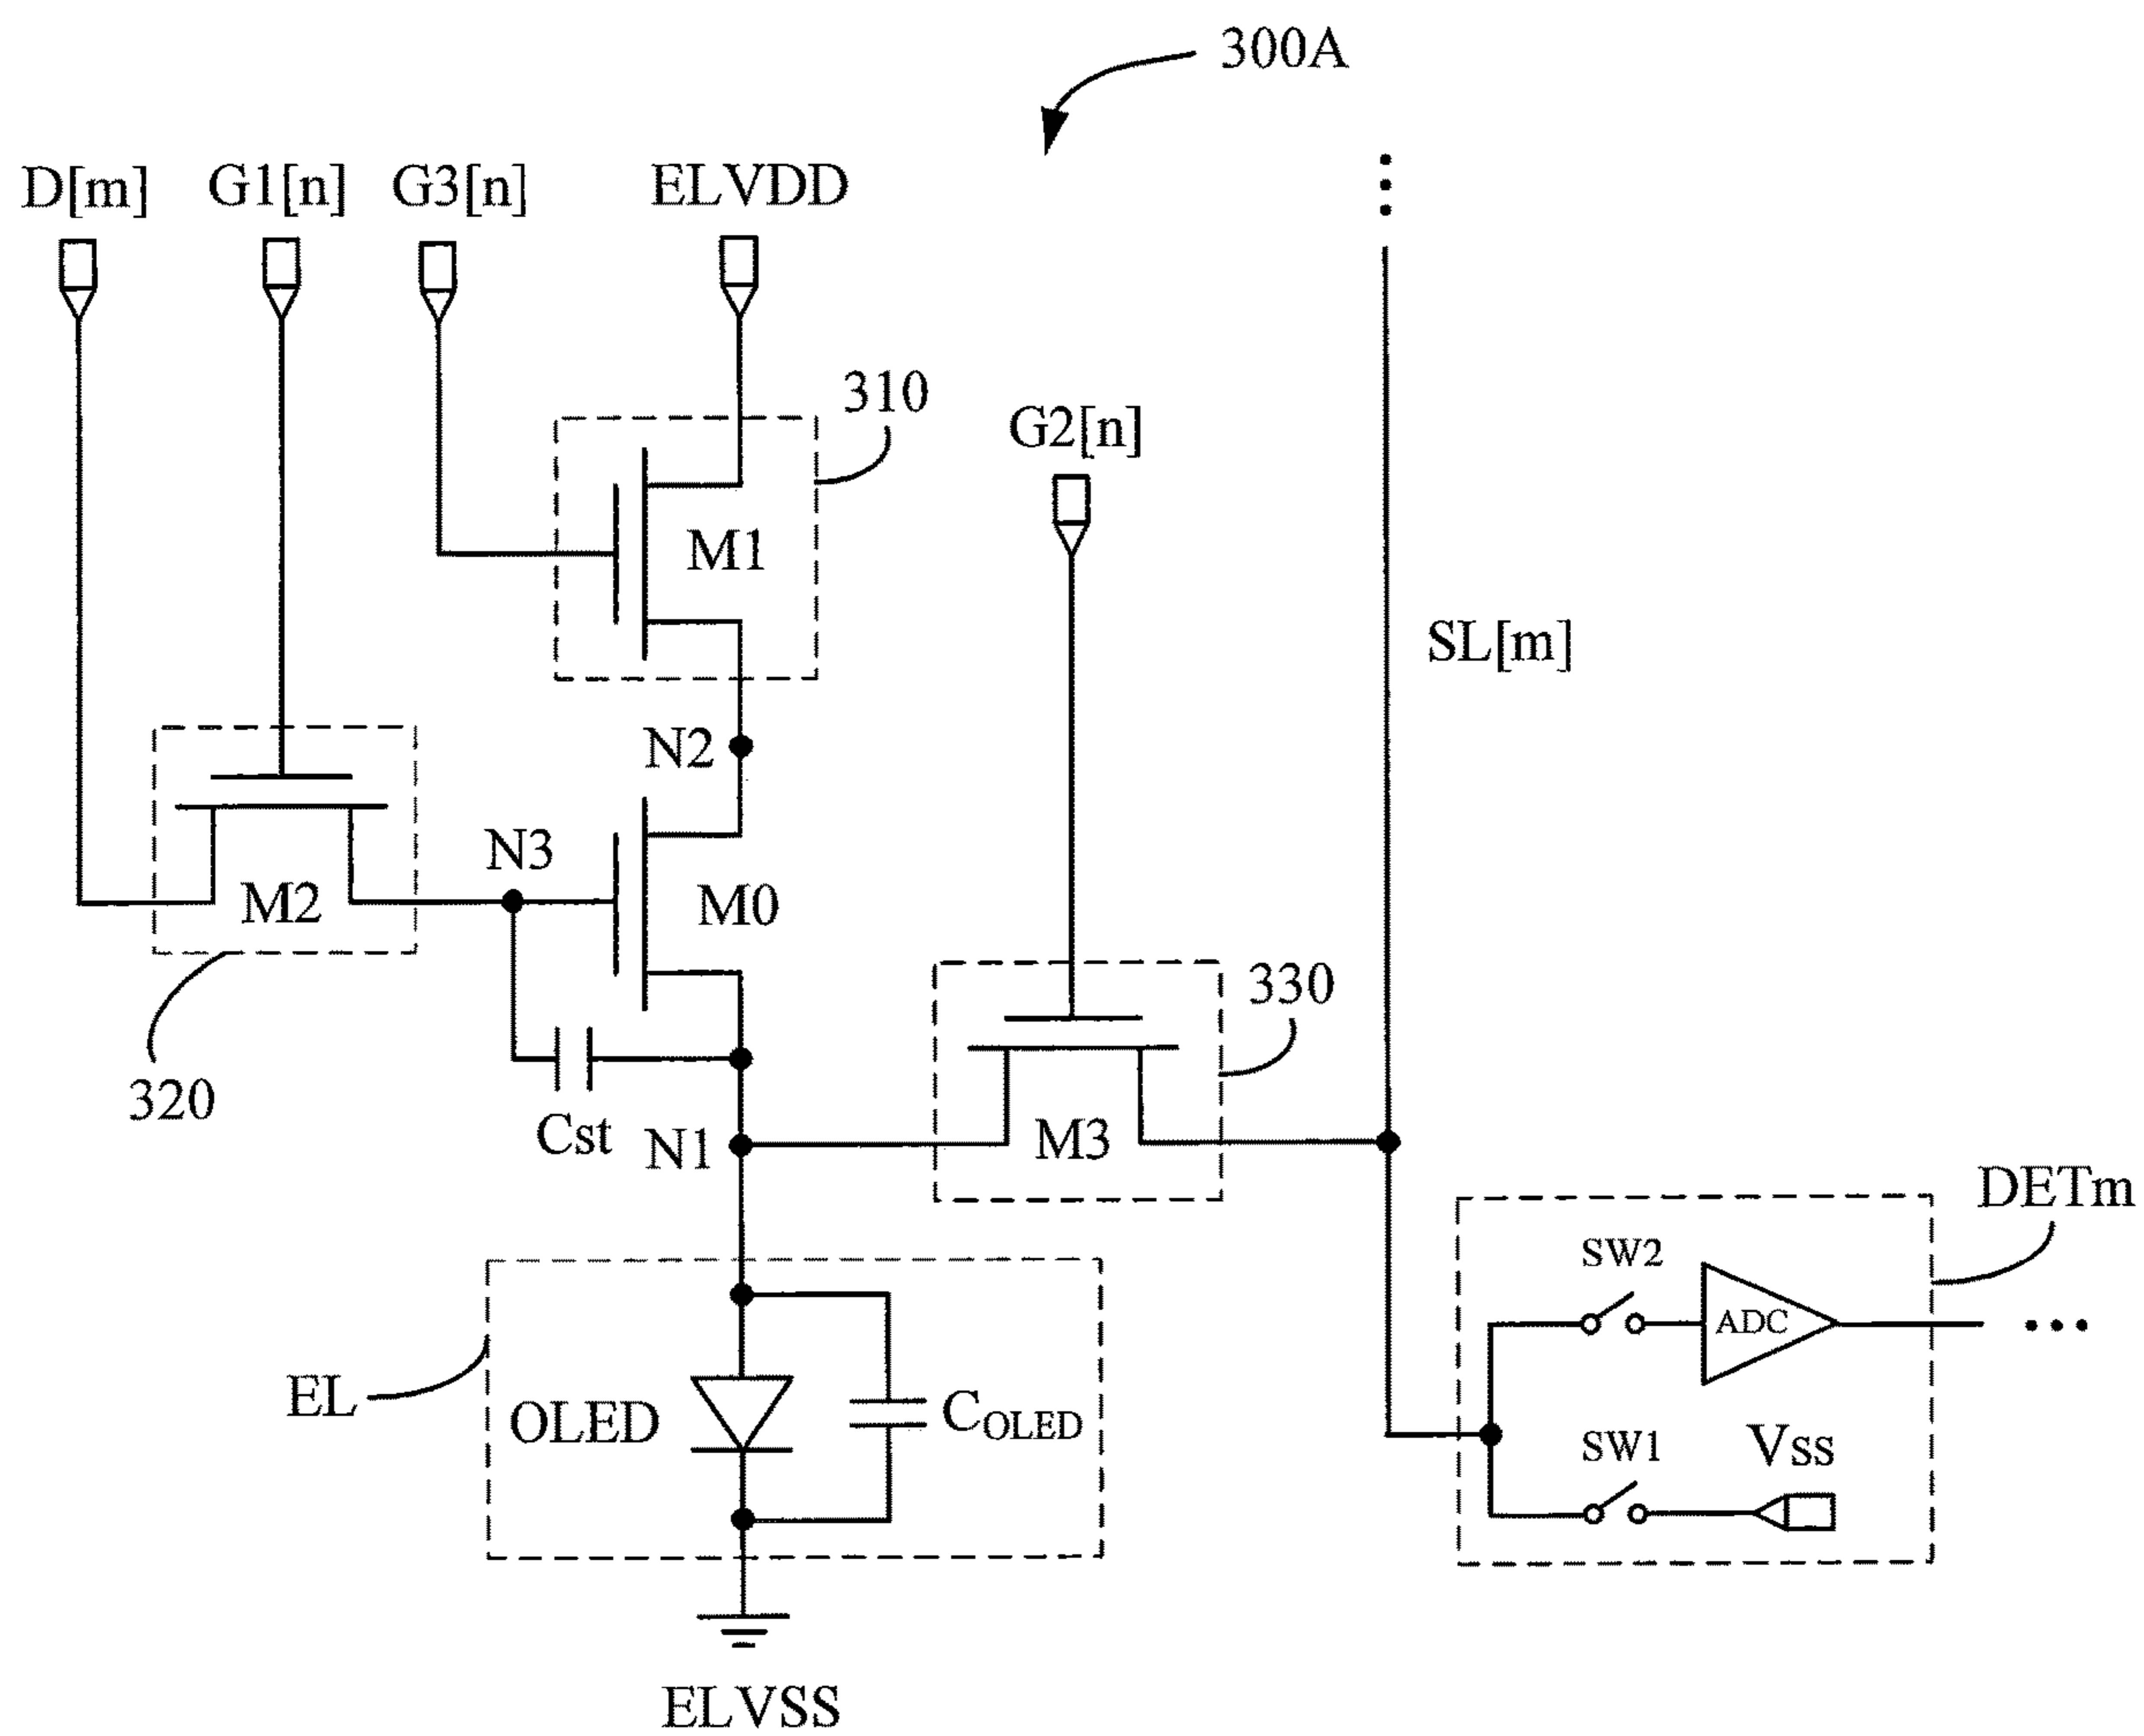 300A
D[m]
G1[n]
G3[n]
ELVDD
310
G2[n]
M1
SL[m]
N2
N3
M2
M0
330
320
Cst
N1
M3
DETm
SW2
ADC
EL
OLED
COLED
SW1
VSS
ELVSS